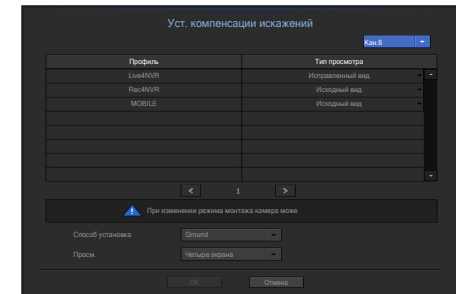 Уст. компенсации искажений
Кан.6
Профиль Тип просмотра
Live4NVR Исправленный вид
Rec4NVR Исходный вид
MOBILE Исходный вид
< 1 >
При изменении режима монтажа камера може
Способ установка Ground
Просм. Четыре экрана
OK Отмена